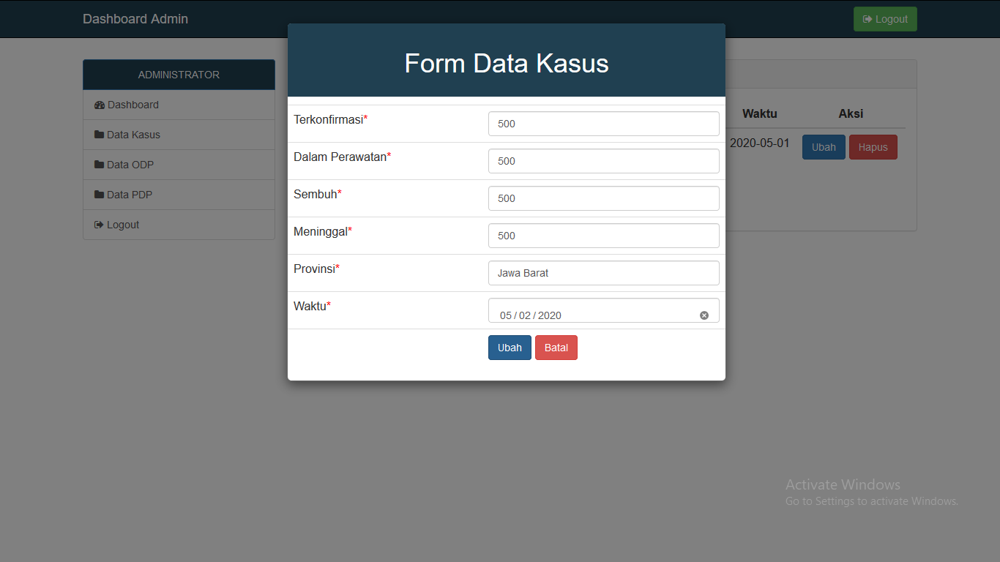 Dashboard Admin
Logout
ADMINISTRATOR
Dashboard
Data Kasus
Data ODP
Data PDP
Logout
Form Data Kasus
Terkonfirmasi*
500
Dalam Perawatan*
500
Sembuh*
500
Meninggal*
500
Provinsi*
Jawa Barat
Waktu*
05 / 02 / 2020
Ubah Batal
Waktu Aksi
2020-05-01 Ubah Hapus
Activate Windows
Go to Settings to activate Windows.